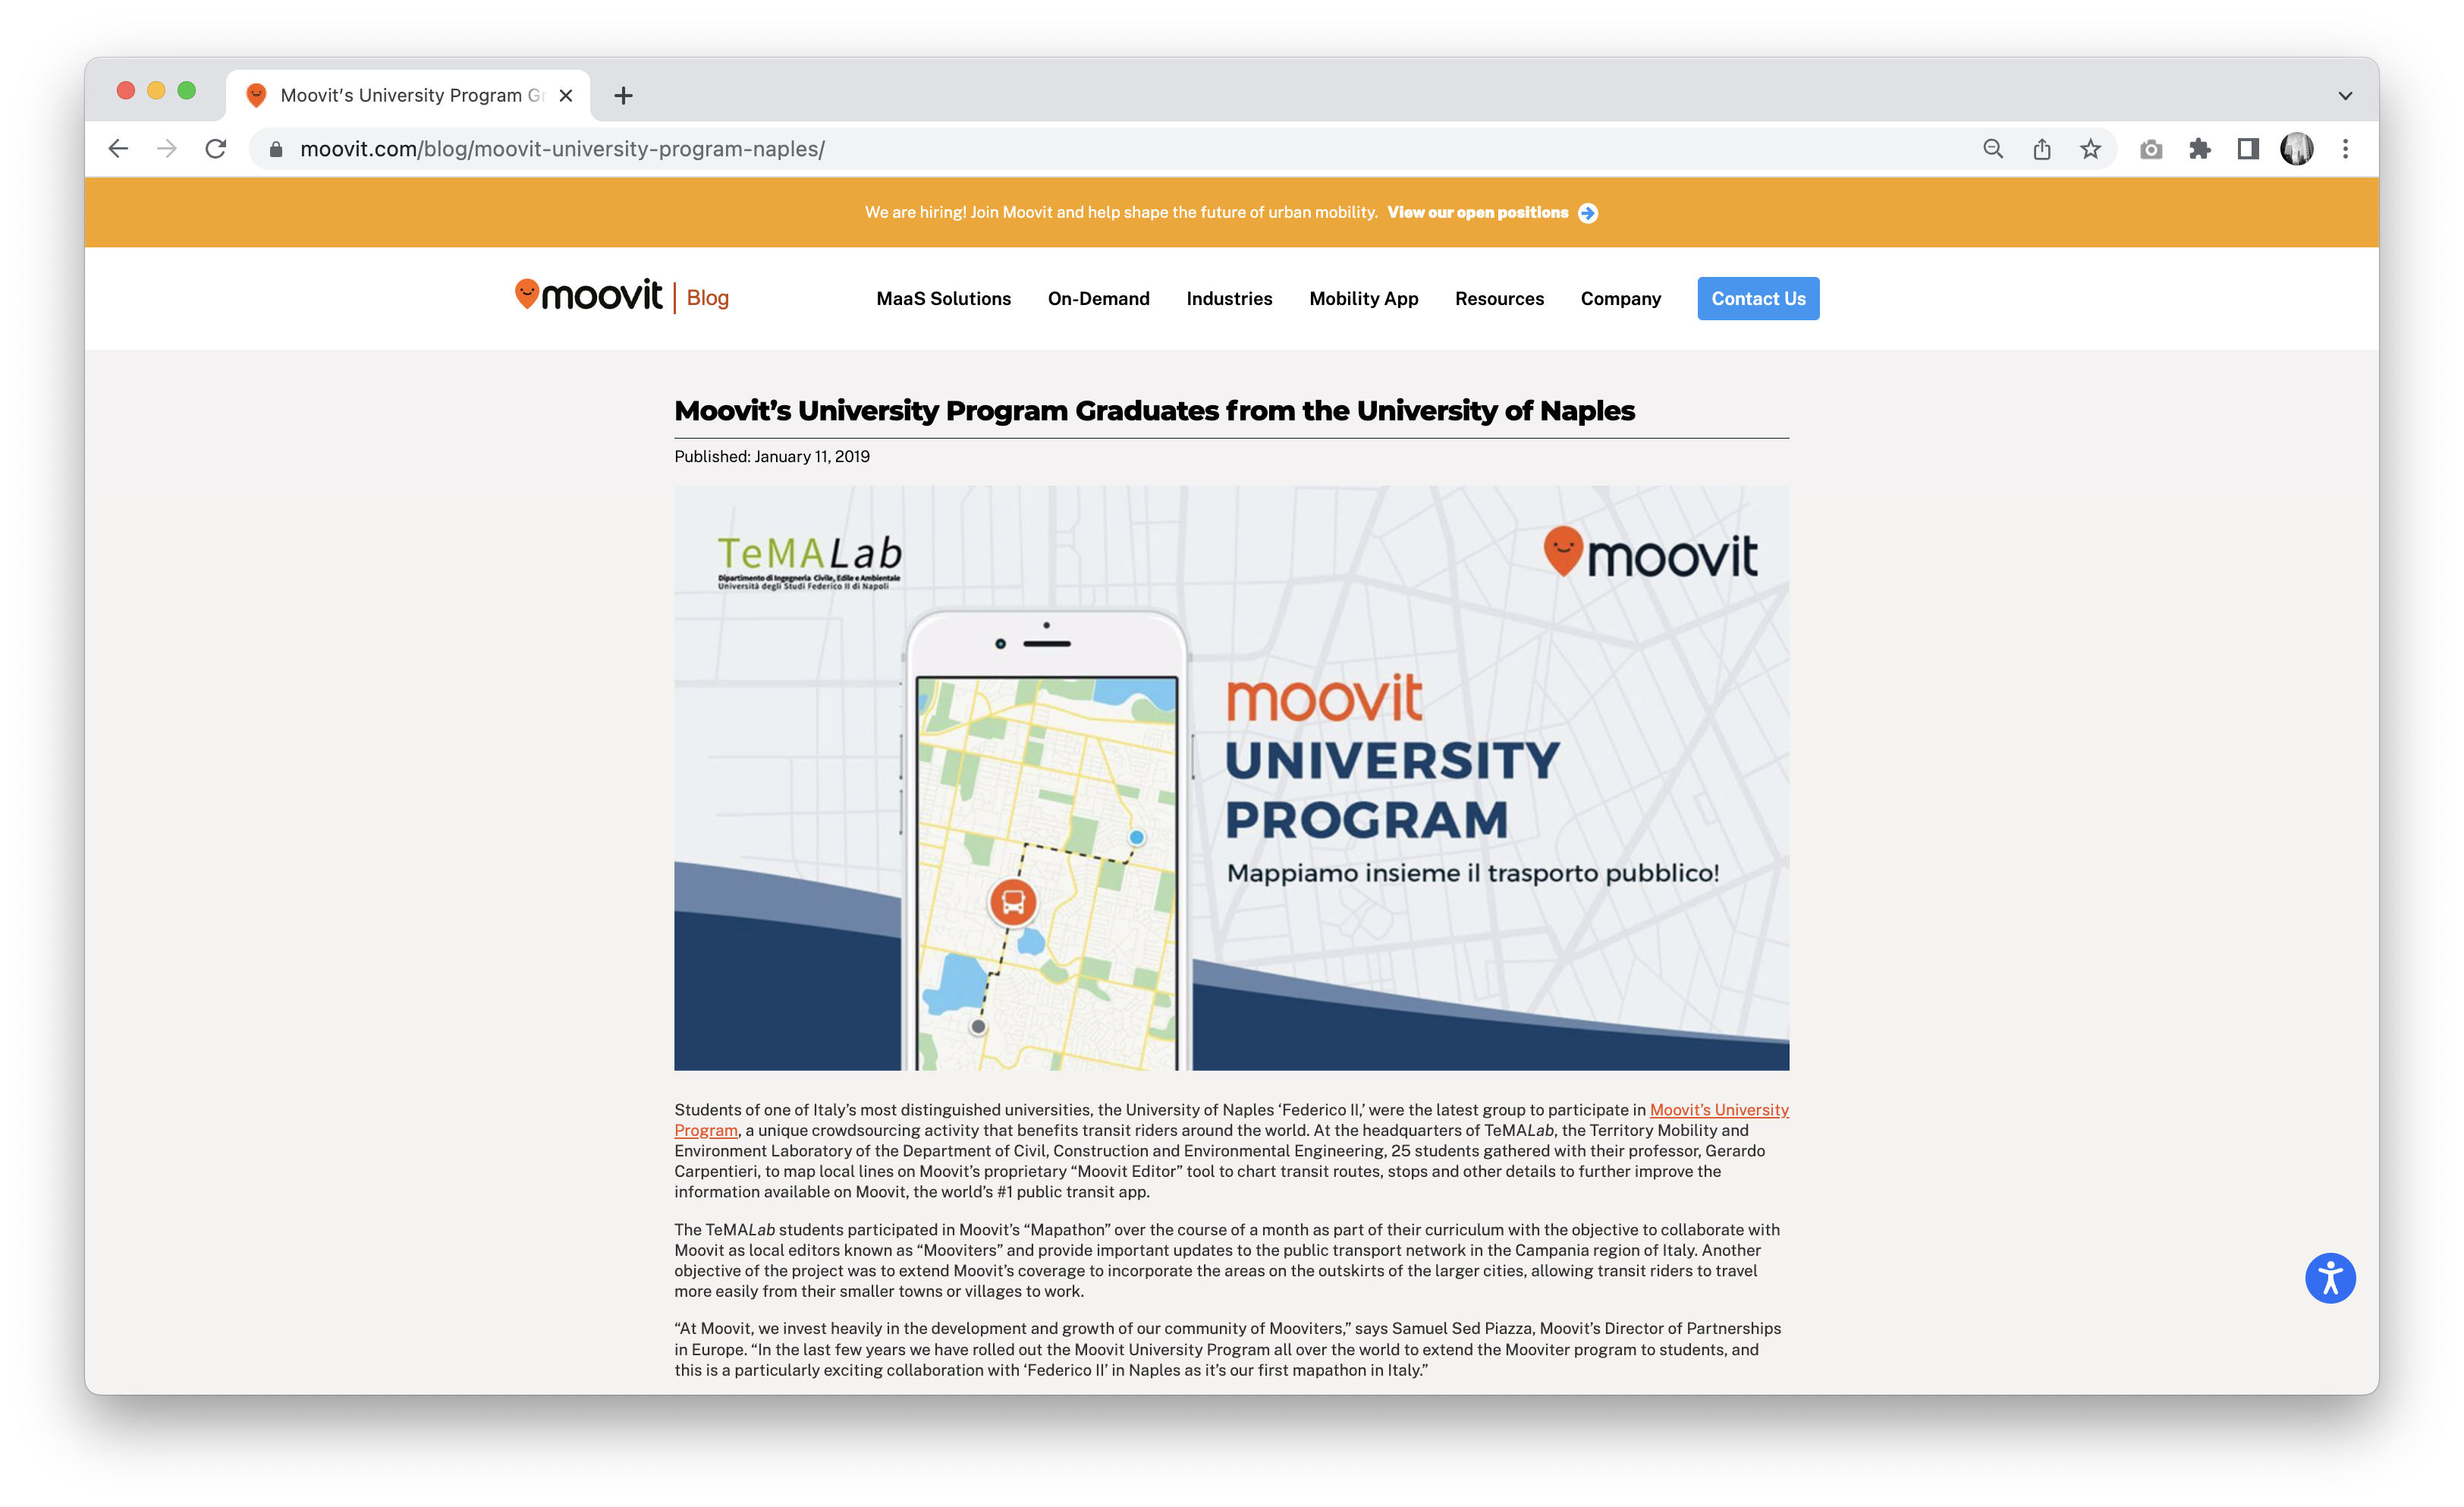 Moovit's University Program G
moovit.com/blog/moovit-university-program-naples/
We are hiring! Join Moovit and help shape the future of urban mobility. View our open positions
moovit | Blog
MaaS Solutions On-Demand Industries Mobility App Resources Company Contact Us
Moovit’s University Program Graduates from the University of Naples
Published: January 11, 2019
TeMALab
Dipartimento di Ingegneria Civile, Edile e Ambientale
Università degli Studi Federico II di Napoli
moovit
moovit
UNIVERSITY
PROGRAM
Mappiamo insieme il trasporto pubblico!
Students of one of Italy’s most distinguished universities, the University of Naples ‘Federico II,’ were the latest group to participate in Moovit’s University
Program, a unique crowdsourcing activity that benefits transit riders around the world. At the headquarters of TeMALab, the Territory Mobility and
Environment Laboratory of the Department of Civil, Construction and Environmental Engineering, 25 students gathered with their professor, Gerardo
Carpentieri, to map local lines on Moovit’s proprietary “Moovit Editor” tool to chart transit routes, stops and other details to further improve the
information available on Moovit, the world’s #1 public transit app.
The TeMALab students participated in Moovit’s “Mapathon” over the course of a month as part of their curriculum with the objective to collaborate with
Moovit as local editors known as “Mooviters” and provide important updates to the public transport network in the Campania region of Italy. Another
objective of the project was to extend Moovit’s coverage to incorporate the areas on the outskirts of the larger cities, allowing transit riders to travel
more easily from their smaller towns or villages to work.
“At Moovit, we invest heavily in the development and growth of our community of Mooviters,” says Samuel Sed Piazza, Moovit’s Director of Partnerships
in Europe. “In the last few years we have rolled out the Moovit University Program all over the world to extend the Mooviter program to students, and
this is a particularly exciting collaboration with ‘Federico II’ in Naples as it’s our first mapathon in Italy.”